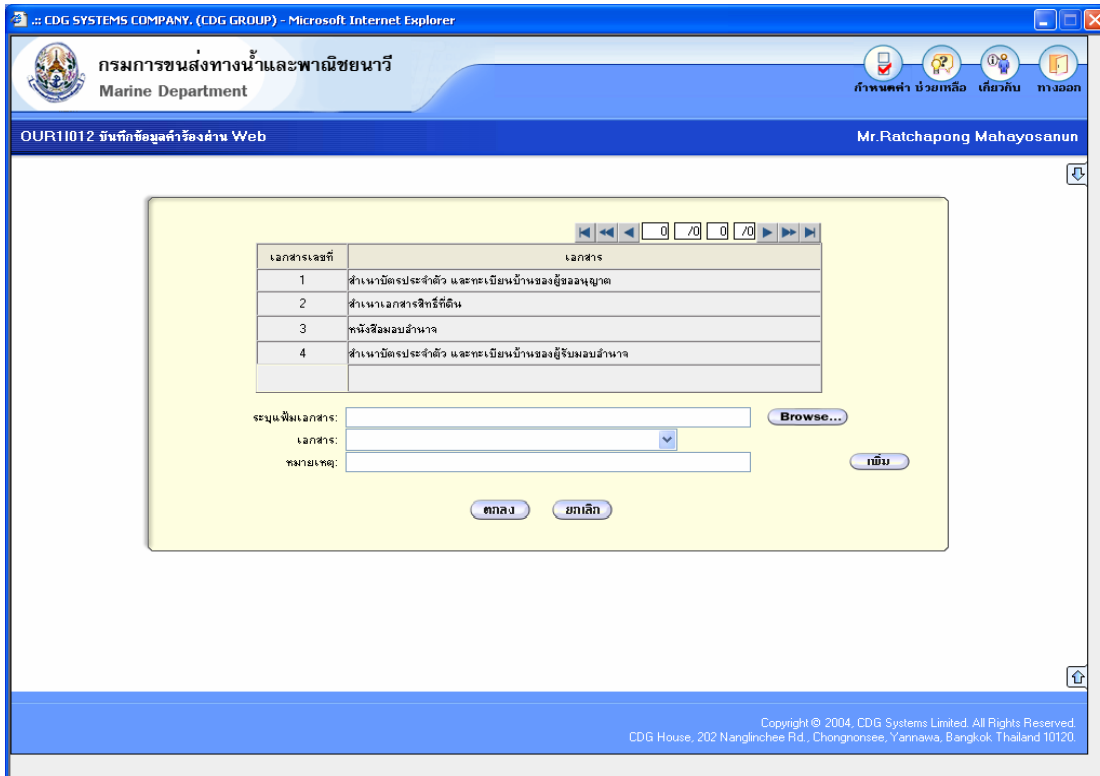 .:: CDG SYSTEMS COMPANY. (CDG GROUP) - Microsoft Internet Explorer
กรมการขนส่งทางน้ำและพาณิชยนาวี
Marine Department
กำหนดค่า ช่วยเหลือ เกี่ยวกับ ทางออก
OUR1I012 บันทึกข้อมูลคำร้องผ่าน Web Mr.Ratchapong Mahayosanun
0 /0 0 /0
เอกสารเลขที่ เอกสาร
1 สำเนาบัตรประจำตัว และทะเบียนบ้านของผู้ขออนุญาต
2 สำเนาเอกสารสิทธิ์ที่ดิน
3 หนังสือมอบอำนาจ
4 สำเนาบัตรประจำตัว และทะเบียนบ้านของผู้รับมอบอำนาจ
ระบุแฟ้มเอกสาร: Browse...
เอกสาร:
หมายเหตุ: เพิ่ม
ตกลง ยกเลิก
Copyright © 2004, CDG Systems Limited. All Rights Reserved.
CDG House, 202 Nanglinchee Rd., Chongnonsee, Yannawa, Bangkok Thailand 10120.